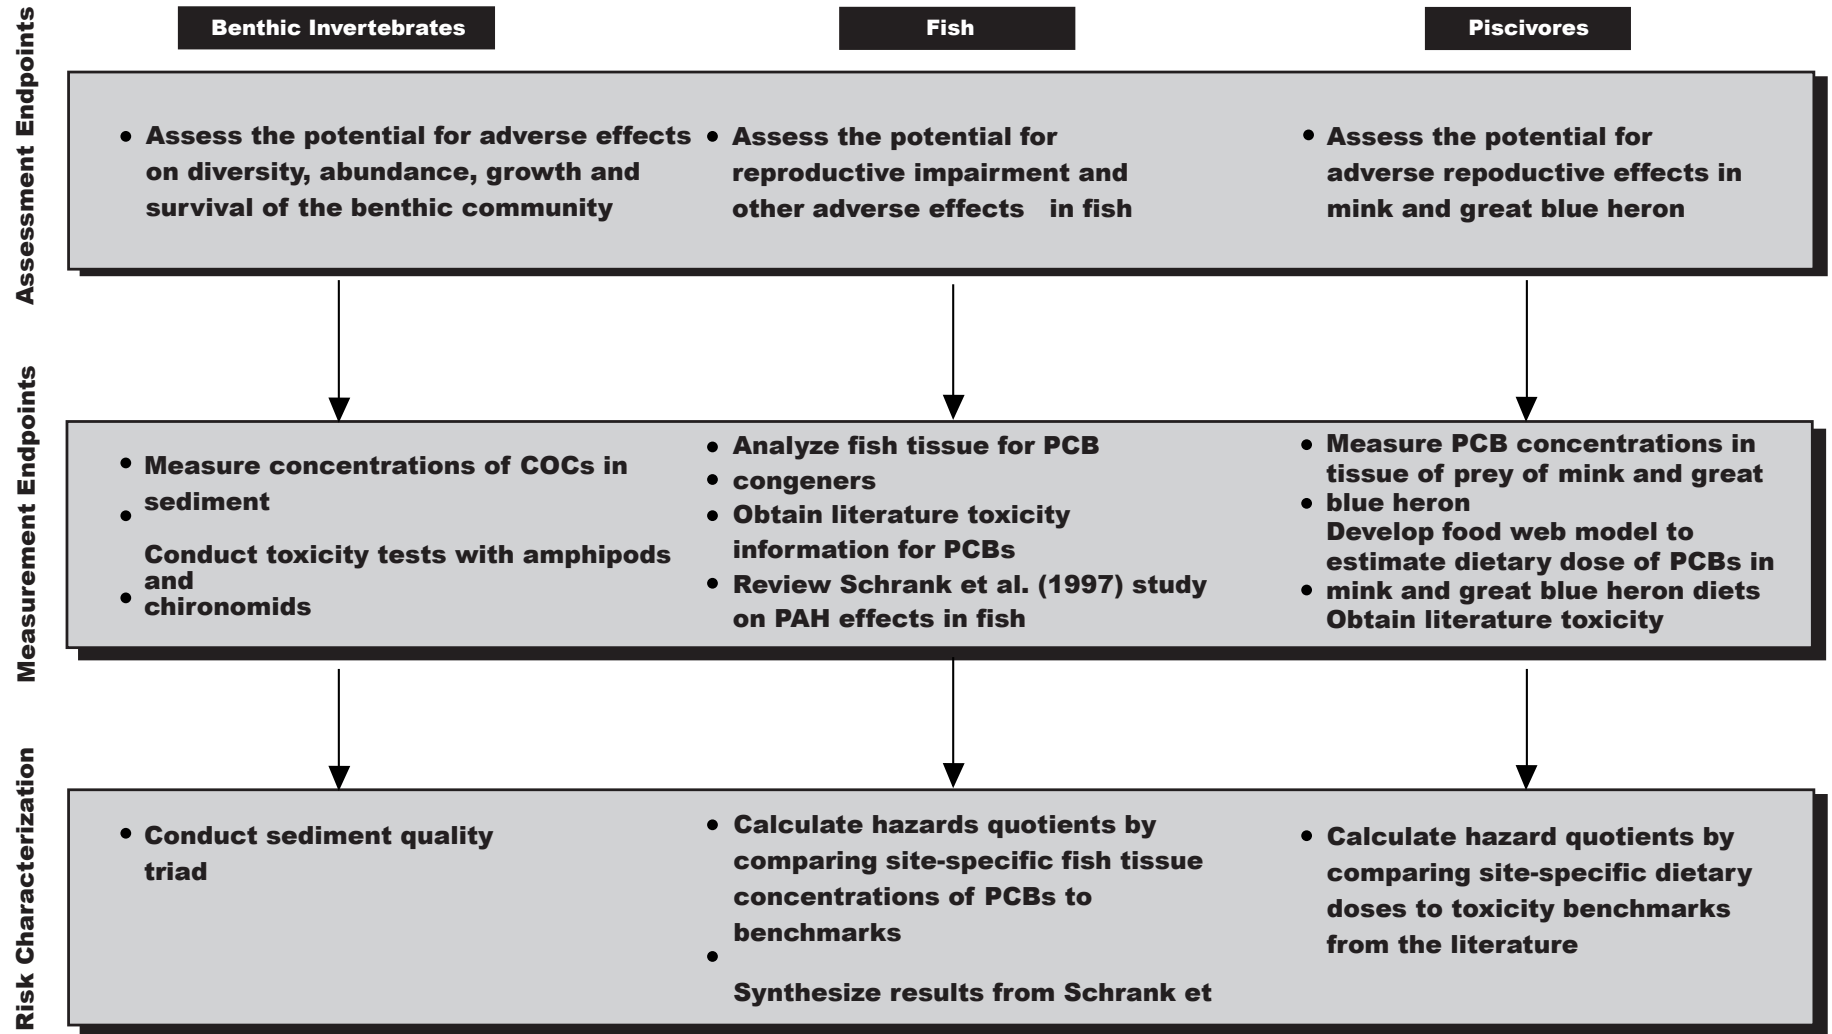 Benthic Invertebrates
Fish
Piscivores
Assessment Endpoints
• Assess the potential for adverse effects
on diversity, abundance, growth and
survival of the benthic community
• Assess the potential for
reproductive impairment and
other adverse effects in fish
• Assess the potential for
adverse repoductive effects in
mink and great blue heron
Measurement Endpoints
• Measure concentrations of COCs in
sediment
•
Conduct toxicity tests with amphipods
and
• chironomids
• Analyze fish tissue for PCB
• congeners
• Obtain literature toxicity
information for PCBs
• Review Schrank et al. (1997) study
on PAH effects in fish
• Measure PCB concentrations in
tissue of prey of mink and great
• blue heron
Develop food web model to
estimate dietary dose of PCBs in
• mink and great blue heron diets
Obtain literature toxicity
Risk Characterization
• Conduct sediment quality
triad
• Calculate hazards quotients by
comparing site-specific fish tissue
concentrations of PCBs to
benchmarks
•
Synthesize results from Schrank et
• Calculate hazard quotients by
comparing site-specific dietary
doses to toxicity benchmarks
from the literature